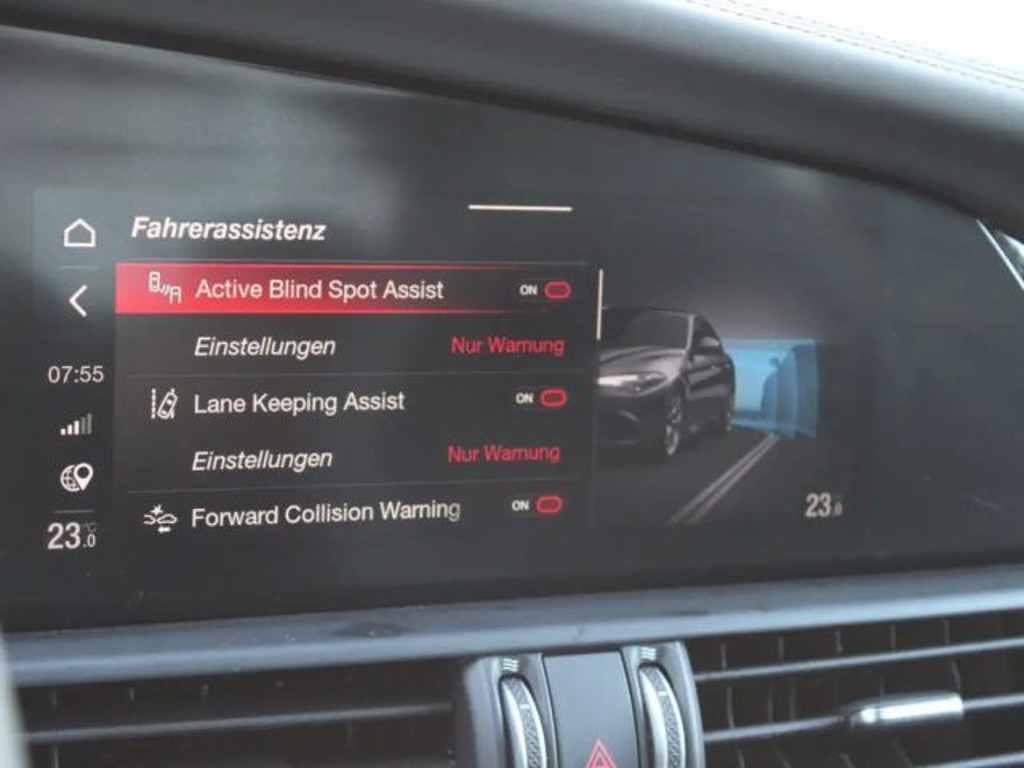 Fahrerassistenz
Active Blind Spot Assist ON
Einstellungen Nur Warnung
07:55
Lane Keeping Assist ON
Einstellungen Nur Warnung
Forward Collision Warning ON
23.0°C
23.0